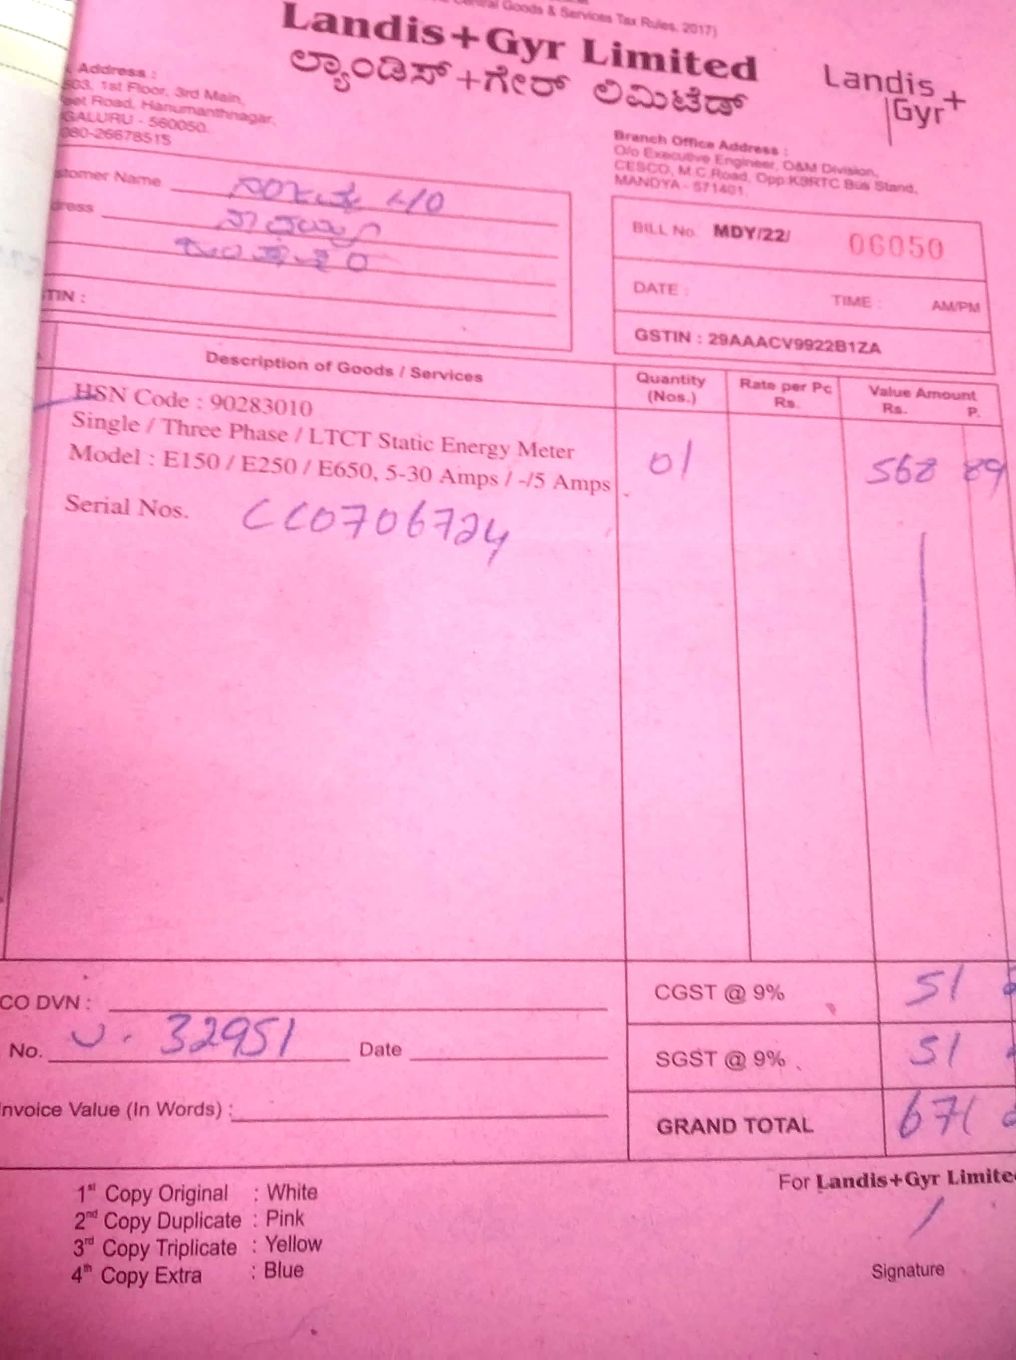 Central Goods & Services Tax Rules, 2017)
Landis+Gyr Limited
ಲ್ಯಾಂಡಿಸ್+ಗೇರ್ ಲಿಮಿಟೆಡ್
Landis
Gyr+
Address :
503, 1st Floor, 3rd Main,
Road, Hanumanthnagar,
GALURU - 560050.
080-26678515
Branch Office Address :
O/o Executive Engineer, O&M Division,
CESCO, M.C.Road, Opp:KSRTC Bus Stand,
MANDYA - 571401.
stomer Name
dress
STIN :
BILL No. MDY/22/ 06050
DATE : TIME : AM/PM
GSTIN : 29AAACV9922B1ZA
Description of Goods / Services Quantity (Nos.) Rate per Pc Rs. Value Amount Rs. P.
HSN Code : 90283010
Single / Three Phase / LTCT Static Energy Meter
Model : E150 / E250 / E650, 5-30 Amps / -/5 Amps 01 568 89
Serial Nos. CC0706724
CO DVN : CGST @ 9% 51
No. 32951 Date SGST @ 9% 51
Invoice Value (In Words) : GRAND TOTAL 671
1st Copy Original : White
2nd Copy Duplicate : Pink
3rd Copy Triplicate : Yellow
4th Copy Extra : Blue
For Landis+Gyr Limite
Signature